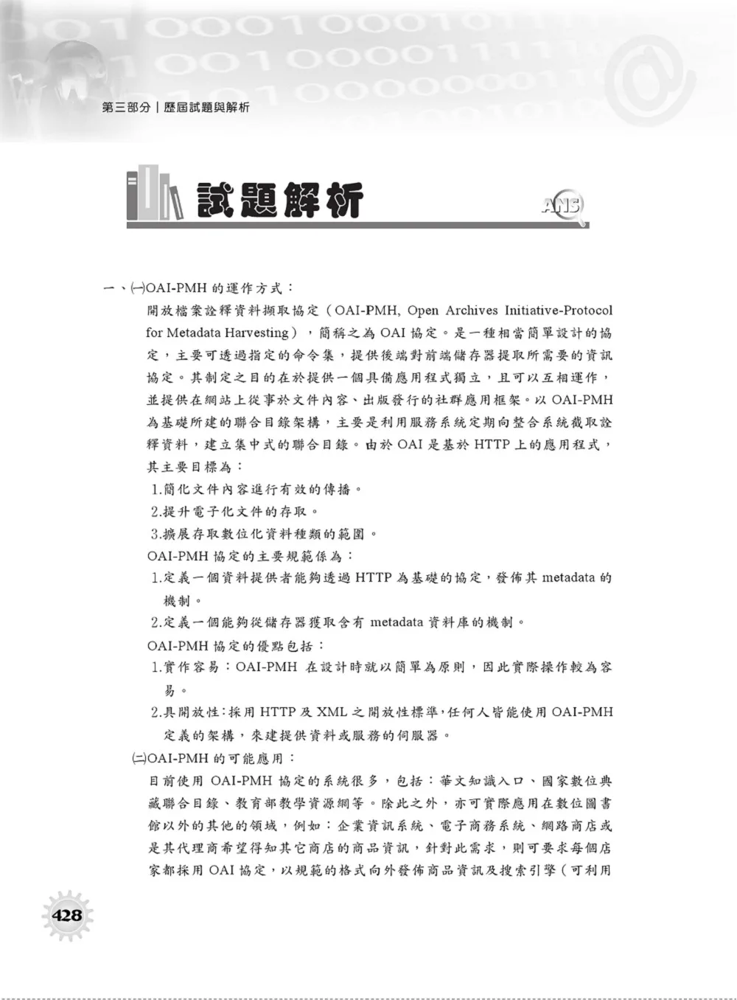 第三部分｜歷屆試題與解析
試題解析
ANS
一、㈠OAI-PMH 的運作方式：
開放檔案詮釋資料擷取協定（OAI-PMH, Open Archives Initiative-Protocol
for Metadata Harvesting），簡稱之為 OAI 協定。是一種相當簡單設計的協
定，主要可透過指定的命令集，提供後端對前端儲存器提取所需要的資訊
協定。其制定之目的在於提供一個具備應用程式獨立，且可以互相運作，
並提供在網站上從事於文件內容、出版發行的社群應用框架。以 OAI-PMH
為基礎所建的聯合目錄架構，主要是利用服務系統定期向整合系統截取詮
釋資料，建立集中式的聯合目錄。由於 OAI 是基於 HTTP 上的應用程式，
其主要目標為：
1.簡化文件內容進行有效的傳播。
2.提升電子化文件的存取。
3.擴展存取數位化資料種類的範圍。
OAI-PMH 協定的主要規範係為：
1.定義一個資料提供者能夠透過 HTTP 為基礎的協定，發佈其 metadata 的
機制。
2.定義一個能夠從儲存器獲取含有 metadata 資料庫的機制。
OAI-PMH 協定的優點包括：
1.實作容易：OAI-PMH 在設計時就以簡單為原則，因此實際操作較為容
易。
2.具開放性：採用 HTTP 及 XML 之開放性標準，任何人皆能使用 OAI-PMH
定義的架構，來建提供資料或服務的伺服器。
㈡OAI-PMH 的可能應用：
目前使用 OAI-PMH 協定的系統很多，包括：華文知識入口、國家數位典
藏聯合目錄、教育部教學資源網等。除此之外，亦可實際應用在數位圖書
館以外的其他的領域，例如：企業資訊系統、電子商務系統、網路商店或
是其代理商希望得知其它商店的商品資訊，針對此需求，則可要求每個店
家都採用 OAI 協定，以規範的格式向外發佈商品資訊及搜索引擎（可利用
428